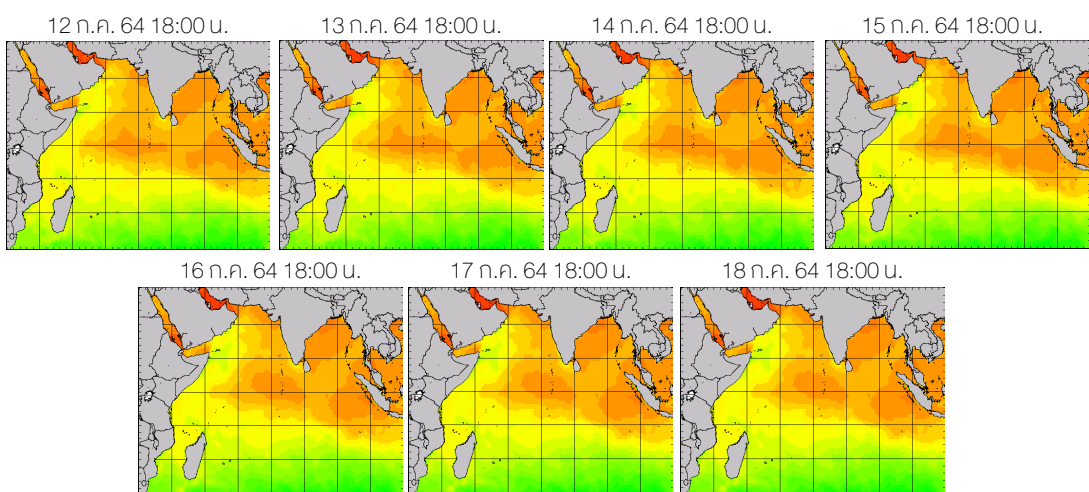 12 ก.ค. 64 18:00 น.
13 ก.ค. 64 18:00 น.
14 ก.ค. 64 18:00 น.
15 ก.ค. 64 18:00 น.
16 ก.ค. 64 18:00 น.
17 ก.ค. 64 18:00 น.
18 ก.ค. 64 18:00 น.